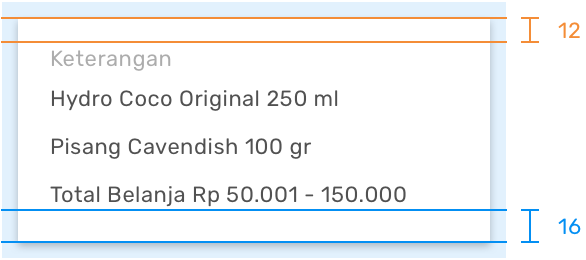 12
Keterangan
Hydro Coco Original 250 ml
Pisang Cavendish 100 gr
Total Belanja Rp 50.001 - 150.000
16